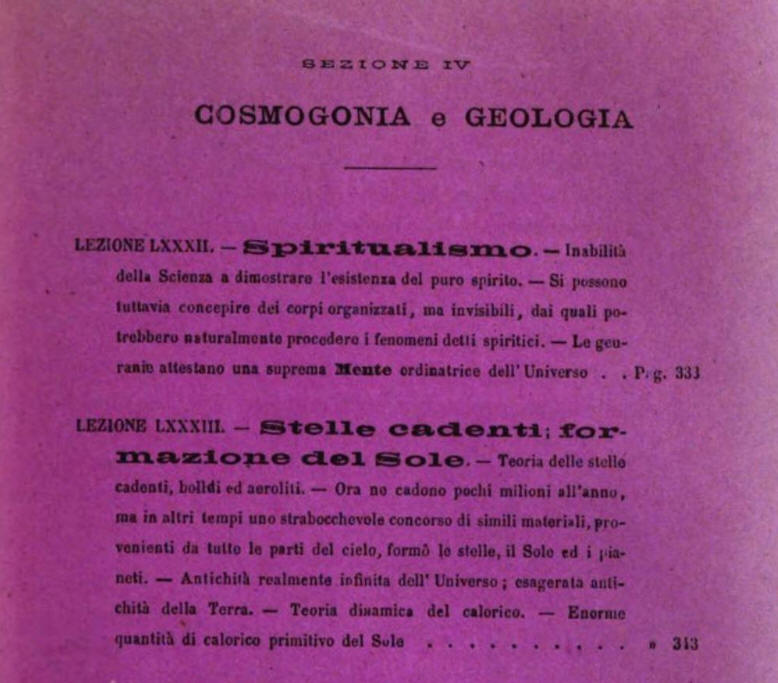 SEZIONE IV
COSMOGONIA e GEOLOGIA
LEZIONE LXXXII. — Spiritualismo. — Inabilità
della Scienza a dimostrare l'esistenza del puro spirito. — Si possono
tuttavia concepire dei corpi organizzati, ma invisibili, dai quali po-
trebbero naturalmente procedere i fenomeni detti spiritici. — Le geu-
ranie attestano una suprema Mente ordinatrice dell'Universo . . Pag. 333
LEZIONE LXXXIII. — Stelle cadenti; for-
mazione del Sole. — Teoria delle stelle
cadenti, bolidi ed aeroliti. — Ora ne cadono pochi milioni all'anno,
ma in altri tempi uno strabocchevole concorso di simili materiali, pro-
venienti da tutte le parti del cielo, formò le stelle, il Sole ed i pia-
neti. — Antichità realmente infinita dell'Universo; esagerata anti-
chità della Terra. — Teoria dinamica del calorico. — Enorme
quantità di calorico primitivo del Sole . . . . . . . . . . » 343